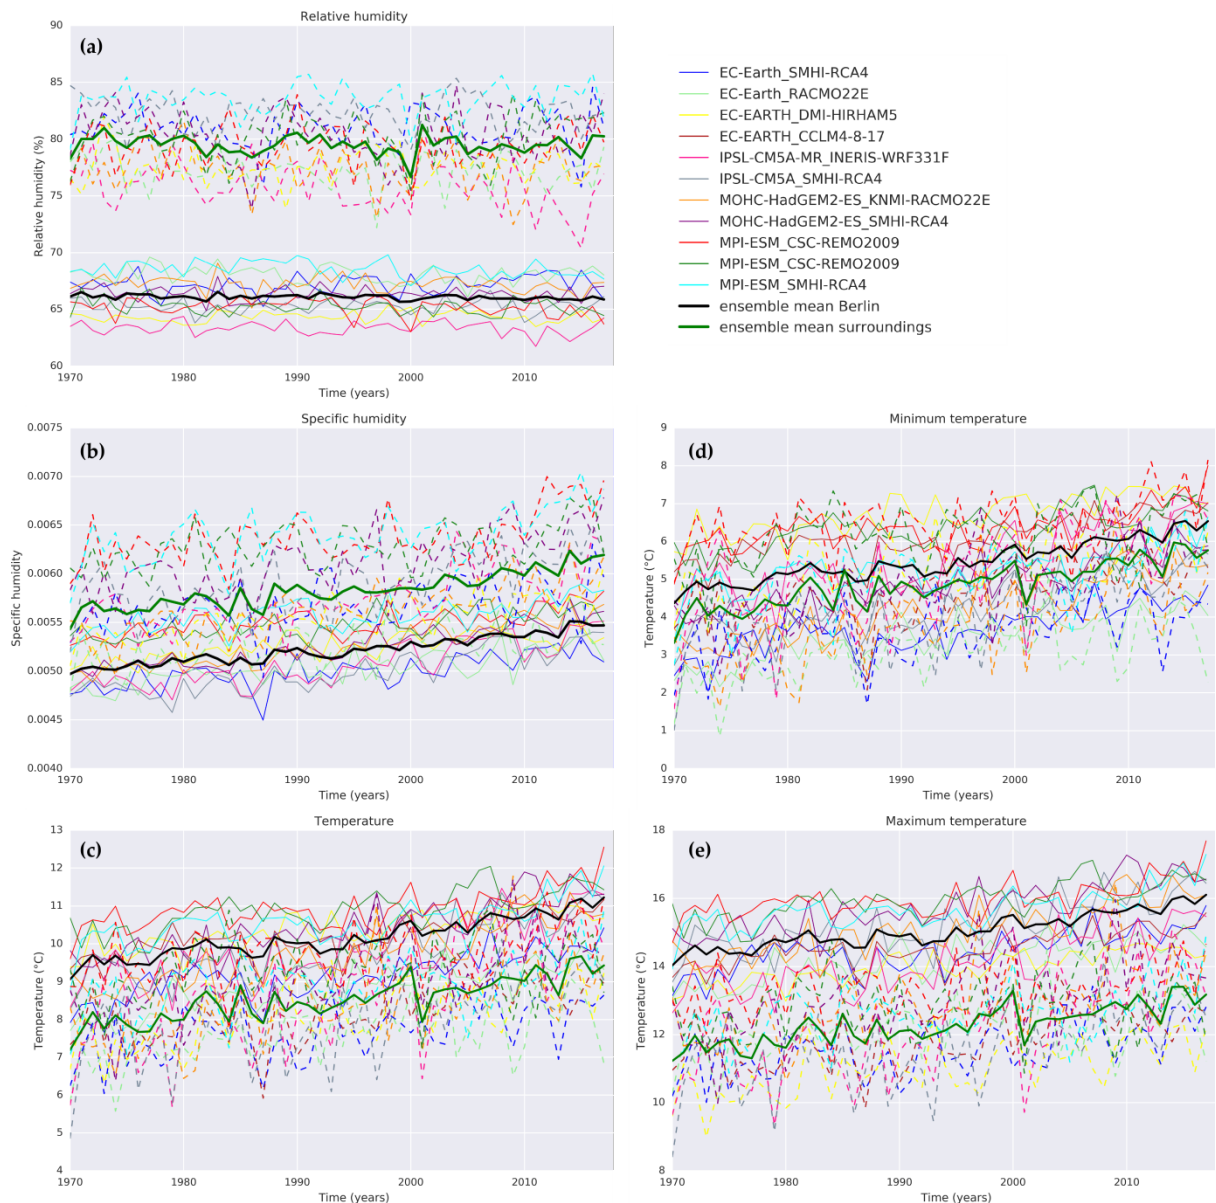 Relative humidity
(a)
90
85
80
75
70
65
60
Relative humidity (%)
1970 1980 1990 2000 2010
Time (years)
EC-Earth_SMHI-RCA4
EC-Earth_RACMO22E
EC-EARTH_DMI-HIRHAM5
EC-EARTH_CCLM4-8-17
IPSL-CM5A-MR_INERIS-WRF331F
IPSL-CM5A_SMHI-RCA4
MOHC-HadGEM2-ES_KNMI-RACMO22E
MOHC-HadGEM2-ES_SMHI-RCA4
MPI-ESM_CSC-REMO2009
MPI-ESM_CSC-REMO2009
MPI-ESM_SMHI-RCA4
ensemble mean Berlin
ensemble mean surroundings
Specific humidity
(b)
0.0075
0.0070
0.0065
0.0060
0.0055
0.0050
0.0045
0.0040
Specific humidity
1970 1980 1990 2000 2010
Time (years)
Minimum temperature
(d)
9
8
7
6
5
4
3
2
1
0
Temperature (°C)
1970 1980 1990 2000 2010
Time (years)
Temperature
(c)
13
12
11
10
9
8
7
6
5
4
Temperature (°C)
1970 1980 1990 2000 2010
Time (years)
Maximum temperature
(e)
18
16
14
12
10
8
Temperature (°C)
1970 1980 1990 2000 2010
Time (years)